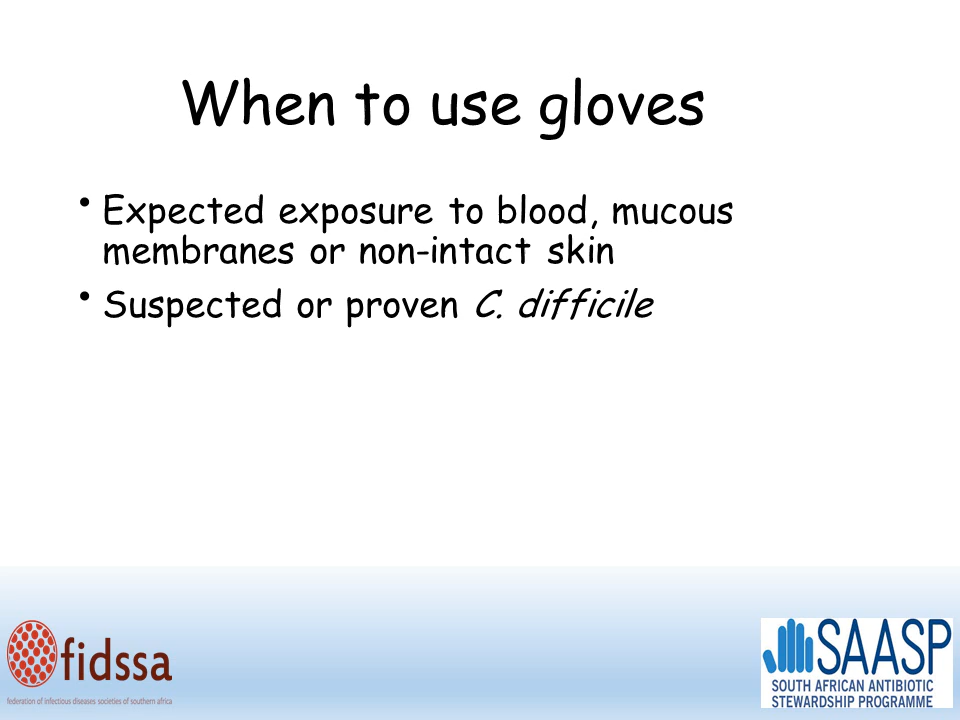 When to use gloves
• Expected exposure to blood, mucous
membranes or non-intact skin
• Suspected or proven C. difficile
fidssa
federation of infectious diseases societies of southern africa
SAASP
SOUTH AFRICAN ANTIBIOTIC
STEWARDSHIP PROGRAMME